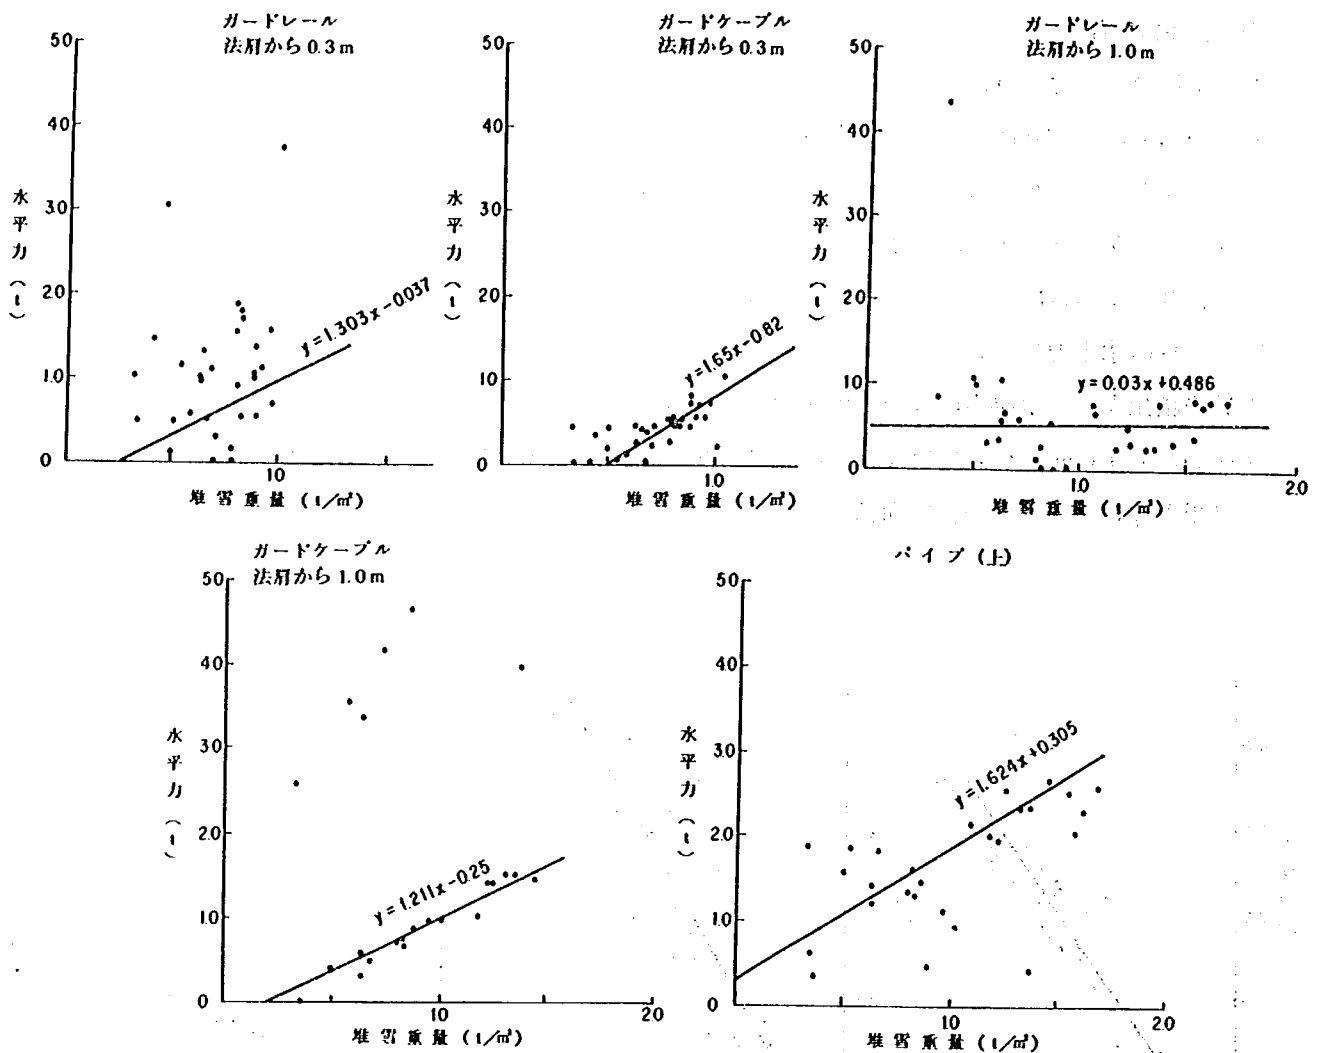 ガードレール
法肩から 0.3m
50
40
30
20
1.0
0
水平力(t)
y=1.303x-0.037
10
堆雪重量 (t/㎡)
ガードケーブル
法肩から 0.3m
50
40
30
20
10
0
水平力(t)
y=1.65x-0.82
1.0
堆雪重量 (t/㎡)
ガードレール
法肩から 1.0m
50
40
30
20
10
0
水平力(t)
y=0.03x+0.486
1.0
2.0
堆雪重量 (t/㎡)
ガードケーブル
法肩から 1.0m
50
40
30
2.0
1.0
0
水平力(t)
y=1.211x-0.25
10
2.0
堆雪重量 (t/㎡)
パイプ (上)
50
40
3.0
2.0
1.0
0
水平力(t)
y=1.624x+0.305
10
2.0
堆雪重量 (t/㎡)